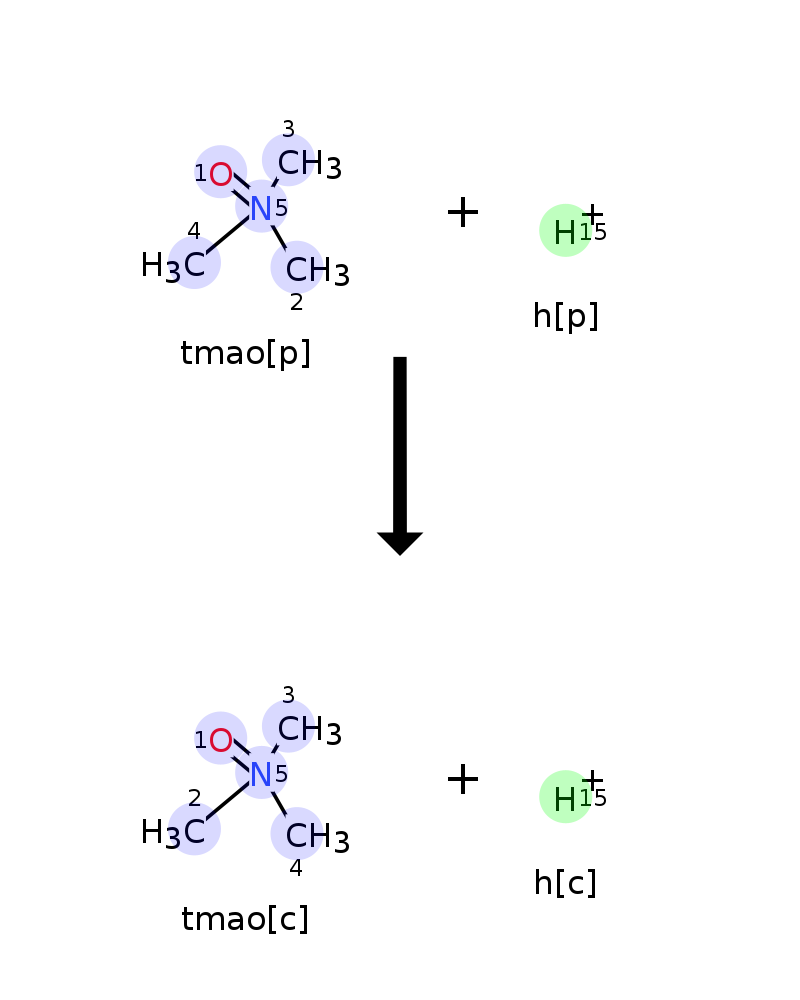 3
1O CH3
+
N5
H15+
4
H3C
CH3
2
h[p]
tmao[p]
3
1O CH3
+
N5
H15+
2
H3C
CH3
4
h[c]
tmao[c]